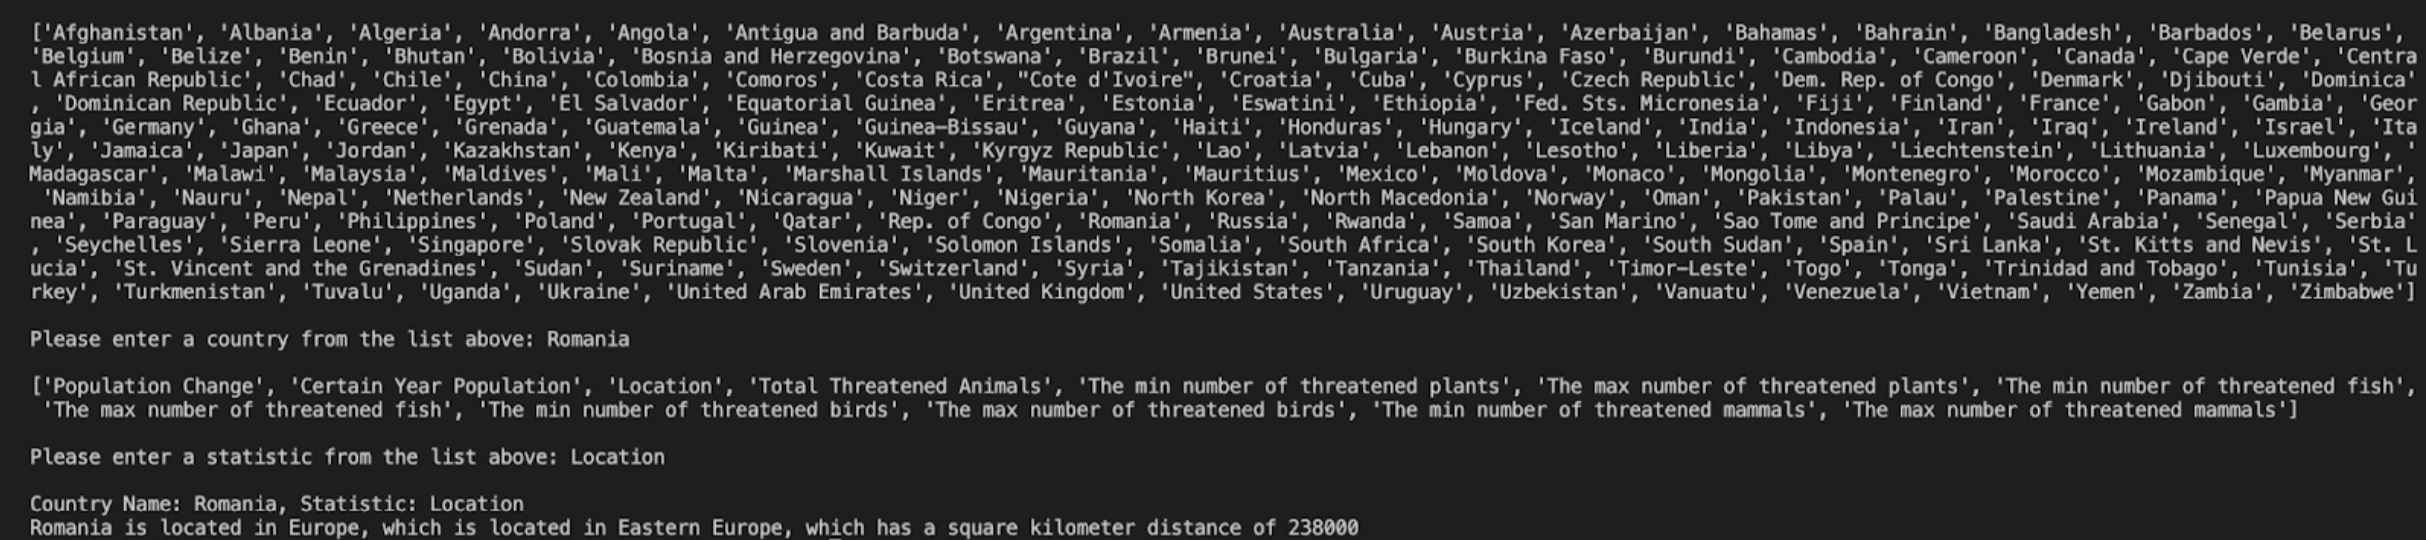 ['Afghanistan', 'Albania', 'Algeria', 'Andorra', 'Angola', 'Antigua and Barbuda', 'Argentina', 'Armenia', 'Australia', 'Austria', 'Azerbaijan', 'Bahamas', 'Bahrain', 'Bangladesh', 'Barbados', 'Belarus',
'Belgium', 'Belize', 'Benin', 'Bhutan', 'Bolivia', 'Bosnia and Herzegovina', 'Botswana', 'Brazil', 'Brunei', 'Bulgaria', 'Burkina Faso', 'Burundi', 'Cambodia', 'Cameroon', 'Canada', 'Cape Verde', 'Centra
l African Republic', 'Chad', 'Chile', 'China', 'Colombia', 'Comoros', 'Costa Rica', "Cote d'Ivoire", 'Croatia', 'Cuba', 'Cyprus', 'Czech Republic', 'Dem. Rep. of Congo', 'Denmark', 'Djibouti', 'Dominica'
, 'Dominican Republic', 'Ecuador', 'Egypt', 'El Salvador', 'Equatorial Guinea', 'Eritrea', 'Estonia', 'Eswatini', 'Ethiopia', 'Fed. Sts. Micronesia', 'Fiji', 'Finland', 'France', 'Gabon', 'Gambia', 'Geor
gia', 'Germany', 'Ghana', 'Greece', 'Grenada', 'Guatemala', 'Guinea', 'Guinea-Bissau', 'Guyana', 'Haiti', 'Honduras', 'Hungary', 'Iceland', 'India', 'Indonesia', 'Iran', 'Iraq', 'Ireland', 'Israel', 'Ita
ly', 'Jamaica', 'Japan', 'Jordan', 'Kazakhstan', 'Kenya', 'Kiribati', 'Kuwait', 'Kyrgyz Republic', 'Lao', 'Latvia', 'Lebanon', 'Lesotho', 'Liberia', 'Libya', 'Liechtenstein', 'Lithuania', 'Luxembourg', '
Madagascar', 'Malawi', 'Malaysia', 'Maldives', 'Mali', 'Malta', 'Marshall Islands', 'Mauritania', 'Mauritius', 'Mexico', 'Moldova', 'Monaco', 'Mongolia', 'Montenegro', 'Morocco', 'Mozambique', 'Myanmar',
'Namibia', 'Nauru', 'Nepal', 'Netherlands', 'New Zealand', 'Nicaragua', 'Niger', 'Nigeria', 'North Korea', 'North Macedonia', 'Norway', 'Oman', 'Pakistan', 'Palau', 'Palestine', 'Panama', 'Papua New Gui
nea', 'Paraguay', 'Peru', 'Philippines', 'Poland', 'Portugal', 'Qatar', 'Rep. of Congo', 'Romania', 'Russia', 'Rwanda', 'Samoa', 'San Marino', 'Sao Tome and Principe', 'Saudi Arabia', 'Senegal', 'Serbia'
, 'Seychelles', 'Sierra Leone', 'Singapore', 'Slovak Republic', 'Slovenia', 'Solomon Islands', 'Somalia', 'South Africa', 'South Korea', 'South Sudan', 'Spain', 'Sri Lanka', 'St. Kitts and Nevis', 'St. L
ucia', 'St. Vincent and the Grenadines', 'Sudan', 'Suriname', 'Sweden', 'Switzerland', 'Syria', 'Tajikistan', 'Tanzania', 'Thailand', 'Timor-Leste', 'Togo', 'Tonga', 'Trinidad and Tobago', 'Tunisia', 'Tu
rkey', 'Turkmenistan', 'Tuvalu', 'Uganda', 'Ukraine', 'United Arab Emirates', 'United Kingdom', 'United States', 'Uruguay', 'Uzbekistan', 'Vanuatu', 'Venezuela', 'Vietnam', 'Yemen', 'Zambia', 'Zimbabwe']
Please enter a country from the list above: Romania
['Population Change', 'Certain Year Population', 'Location', 'Total Threatened Animals', 'The min number of threatened plants', 'The max number of threatened plants', 'The min number of threatened fish',
'The max number of threatened fish', 'The min number of threatened birds', 'The max number of threatened birds', 'The min number of threatened mammals', 'The max number of threatened mammals']
Please enter a statistic from the list above: Location
Country Name: Romania, Statistic: Location
Romania is located in Europe, which is located in Eastern Europe, which has a square kilometer distance of 238000